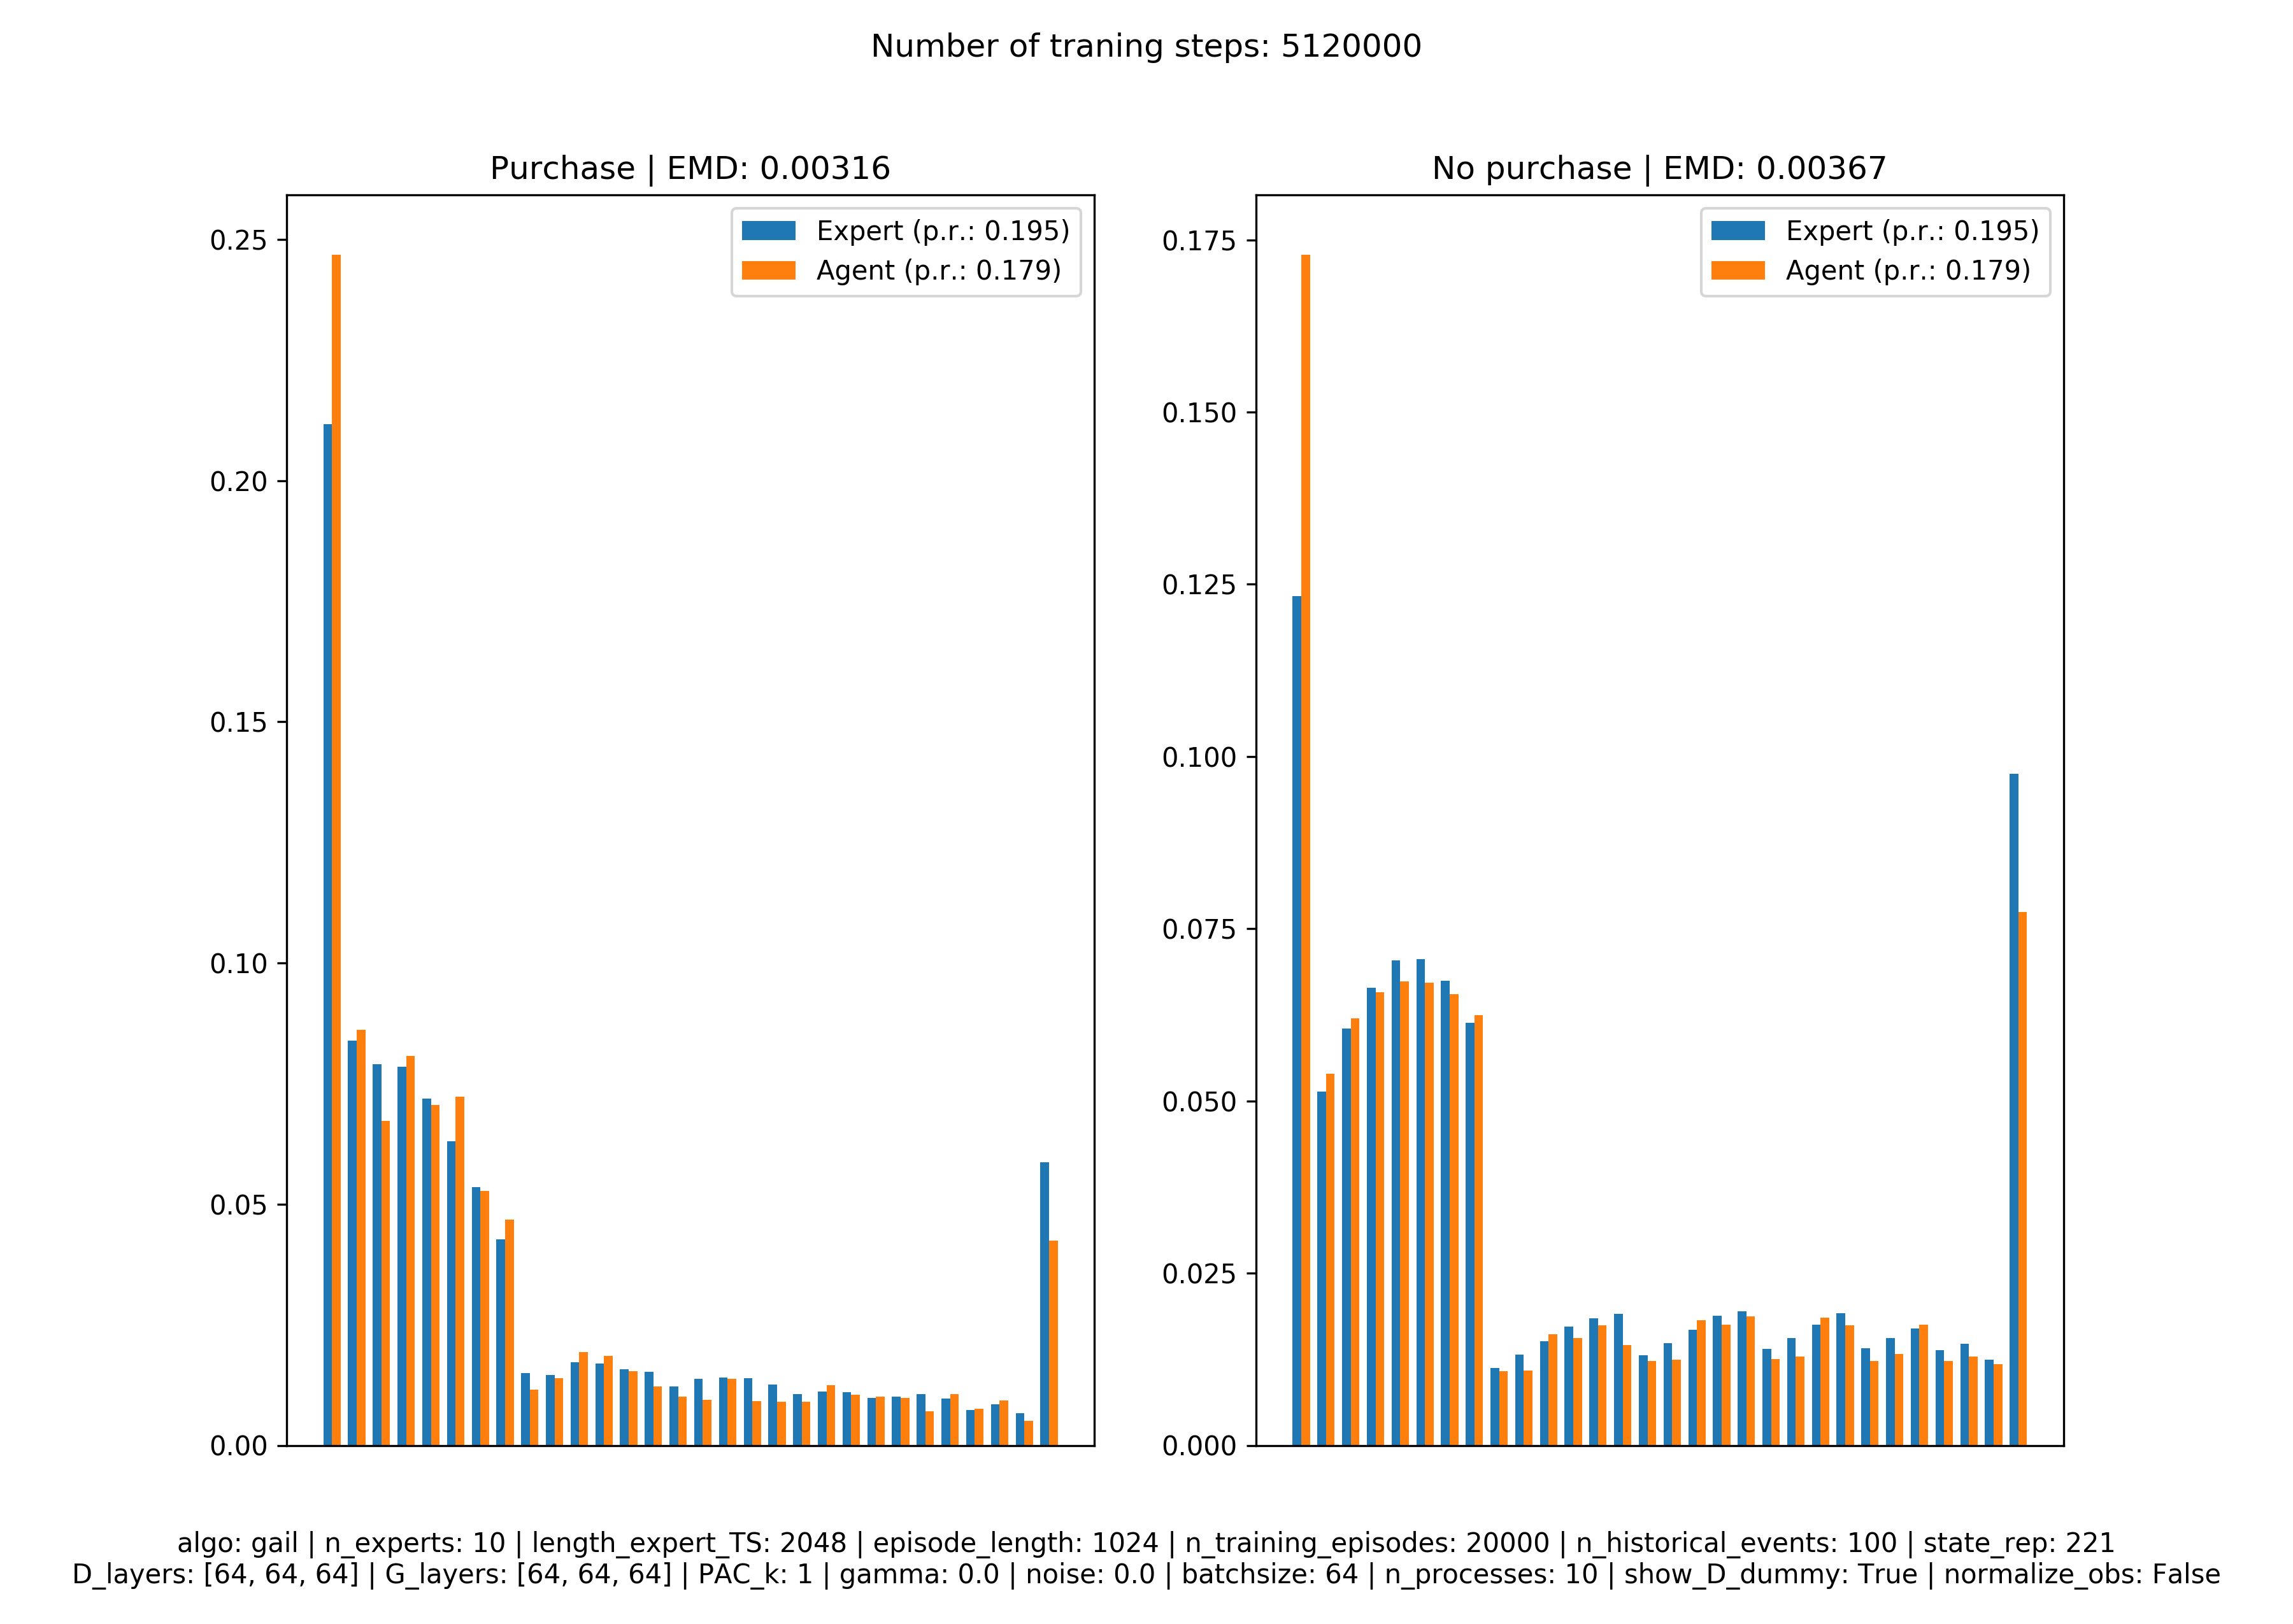 Number of traning steps: 5120000
Purchase | EMD: 0.00316
No purchase | EMD: 0.00367
Expert (p.r.: 0.195)
Agent (p.r.: 0.179)
Expert (p.r.: 0.195)
Agent (p.r.: 0.179)
0.25
0.20
0.15
0.10
0.05
0.00
0.175
0.150
0.125
0.100
0.075
0.050
0.025
0.000
algo: gail | n_experts: 10 | length_expert_TS: 2048 | episode_length: 1024 | n_training_episodes: 20000 | n_historical_events: 100 | state_rep: 221
D_layers: [64, 64, 64] | G_layers: [64, 64, 64] | PAC_k: 1 | gamma: 0.0 | noise: 0.0 | batchsize: 64 | n_processes: 10 | show_D_dummy: True | normalize_obs: False